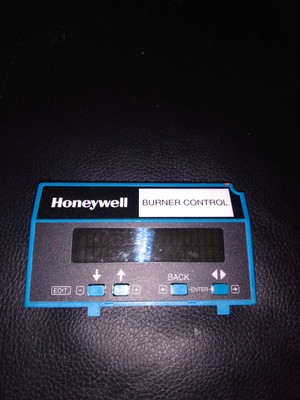 Honeywell
BURNER CONTROL
BACK
EDIT
ENTER